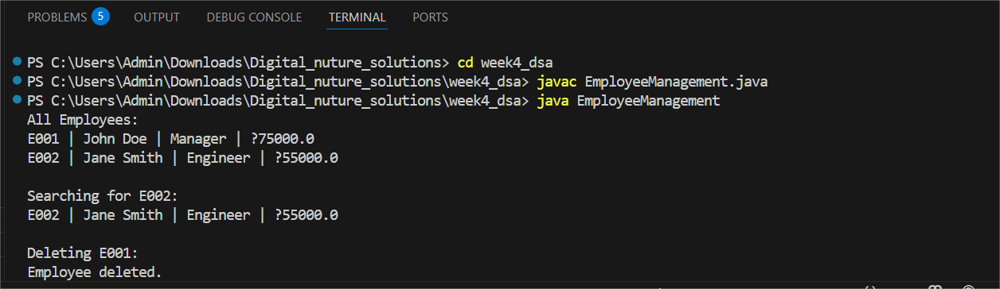 PROBLEMS 5 OUTPUT DEBUG CONSOLE TERMINAL PORTS
PS C:\Users\Admin\Downloads\Digital_nuture_solutions> cd week4_dsa
PS C:\Users\Admin\Downloads\Digital_nuture_solutions\week4_dsa> javac EmployeeManagement.java
PS C:\Users\Admin\Downloads\Digital_nuture_solutions\week4_dsa> java EmployeeManagement
All Employees:
E001 | John Doe | Manager | ?75000.0
E002 | Jane Smith | Engineer | ?55000.0
Searching for E002:
E002 | Jane Smith | Engineer | ?55000.0
Deleting E001:
Employee deleted.